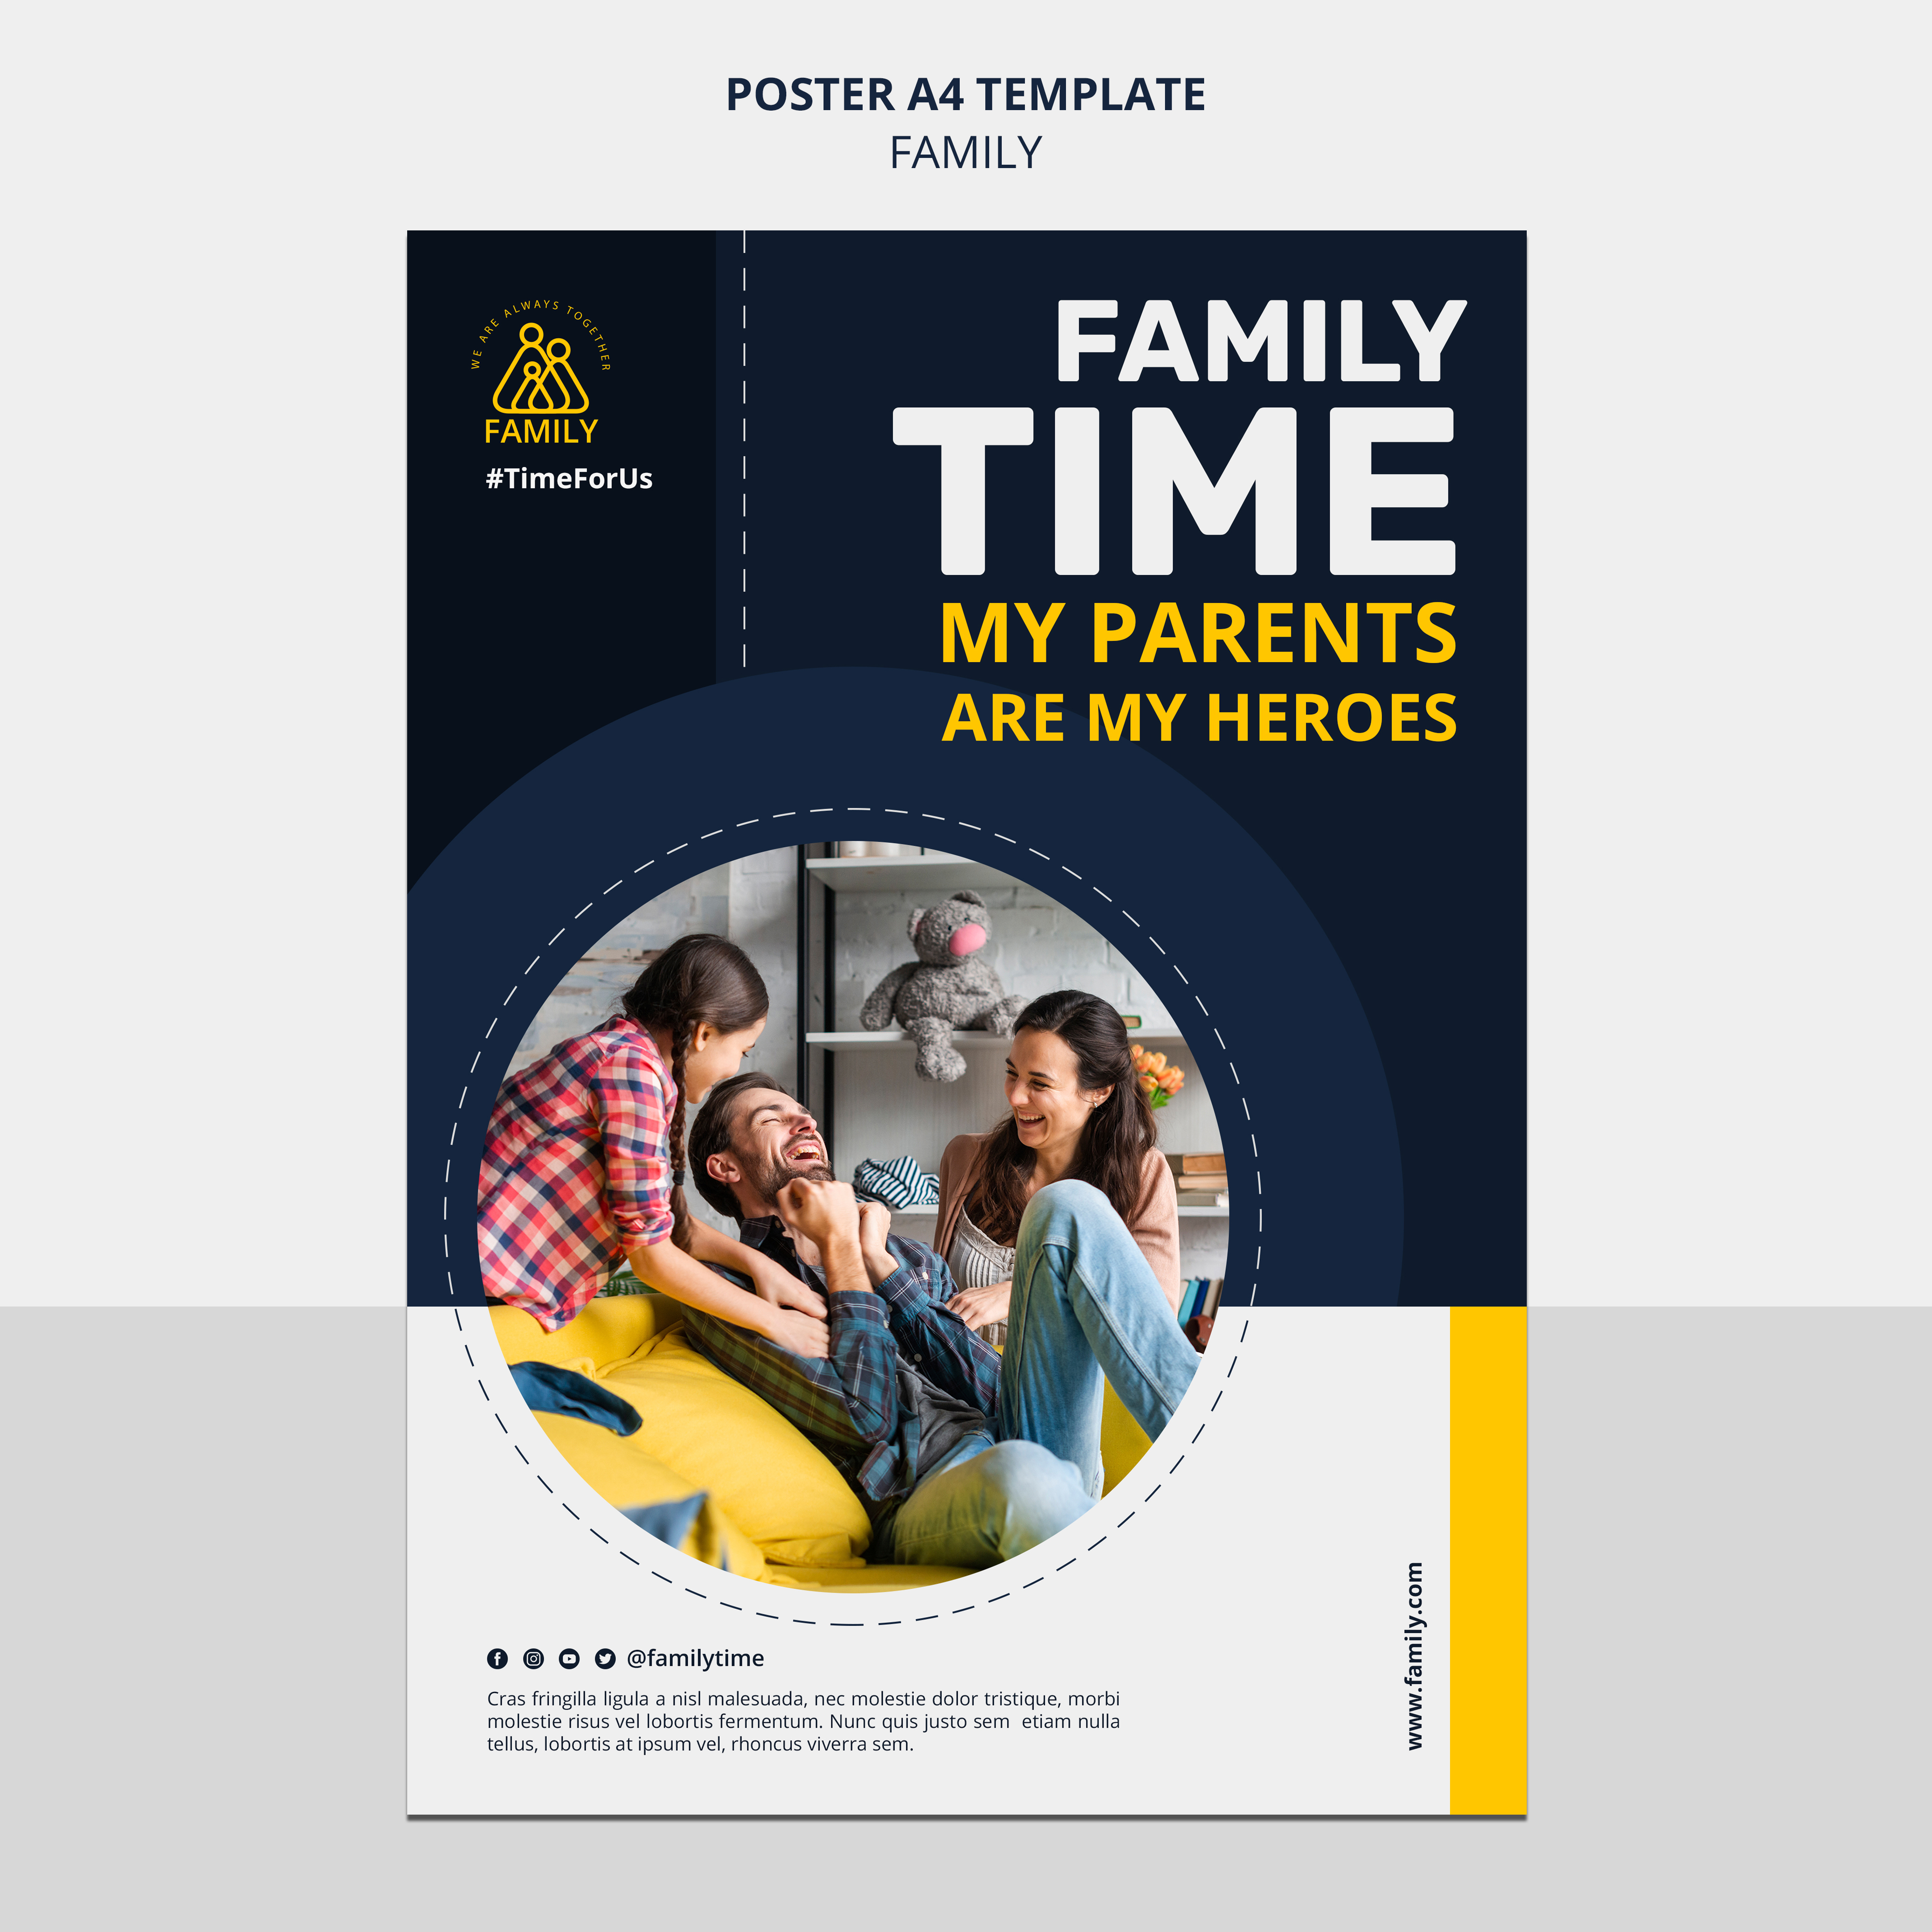 POSTER A4 TEMPLATE
FAMILY
WE ARE ALWAYS TOGETHER
FAMILY
#TimeForUs
FAMILY
TIME
MY PARENTS
ARE MY HEROES
@familytime
Cras fringilla ligula a nisl malesuada, nec molestie dolor tristique, morbi
molestie risus vel lobortis fermentum. Nunc quis justo sem  etiam nulla
tellus, lobortis at ipsum vel, rhoncus viverra sem.
www.family.com